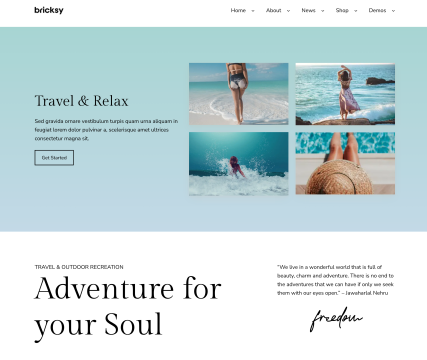 bricksy
Home About News Shop Demos
Travel & Relax
Sed gravida ornare vestibulum turpis quam urna aliquam in
feugiat lorem dolor pulvinar a, scelerisque amet ultrices
consectetur magna sit.
Get Started
TRAVEL & OUTDOOR RECREATION
Adventure for
your Soul
"We live in a wonderful world that is full of
beauty, charm and adventure. There is no end to
the adventures that we can have if only we seek
them with our eyes open." – Jawaharlal Nehru
freedom